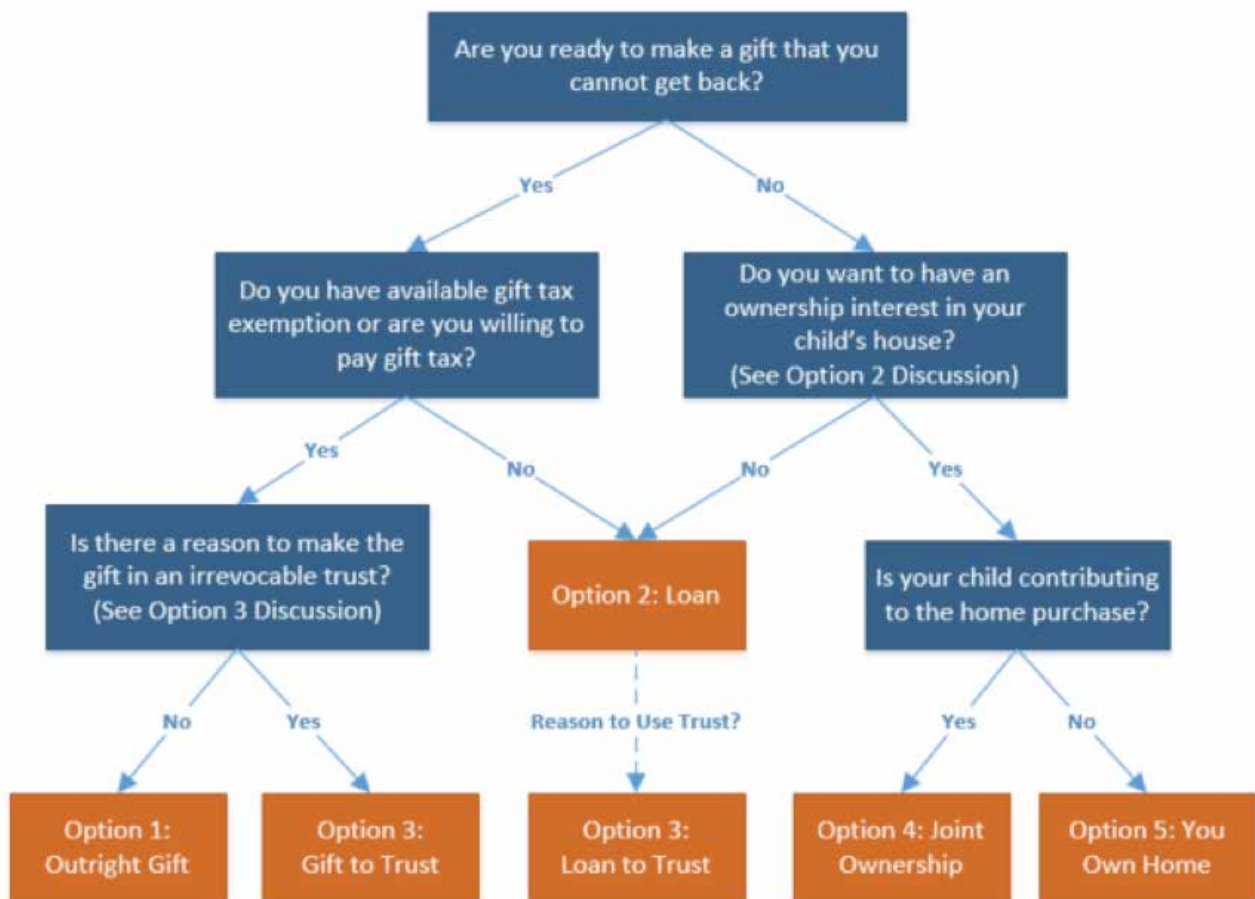 Are you ready to make a gift that you
cannot get back?
Yes
No
Do you have available gift tax
exemption or are you willing to
pay gift tax?
Do you want to have an
ownership interest in your
child's house?
(See Option 2 Discussion)
Yes
No
No
Yes
Is there a reason to make the
gift in an irrevocable trust?
(See Option 3 Discussion)
Option 2: Loan
Is your child contributing
to the home purchase?
No
Yes
Reason to Use Trust?
Yes
No
Option 1:
Outright Gift
Option 3:
Gift to Trust
Option 3:
Loan to Trust
Option 4: Joint
Ownership
Option 5: You
Own Home